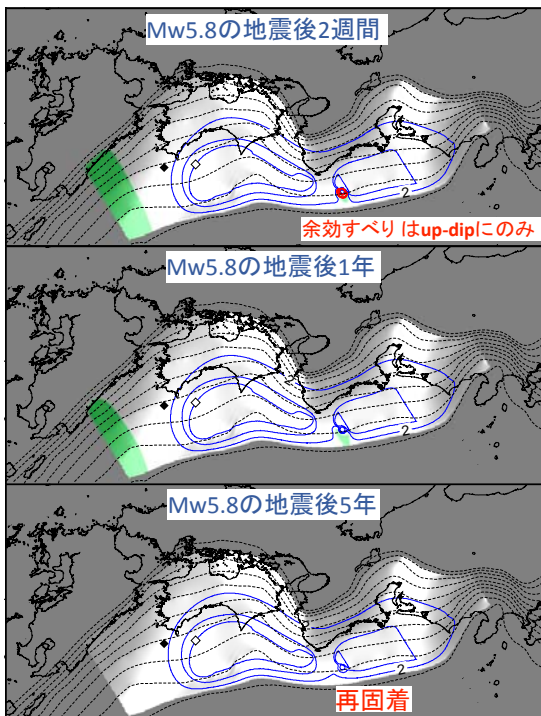 Mw5.8の地震後2週間
2
余効すべりはup-dipにのみ
Mw5.8の地震後1年
2
Mw5.8の地震後5年
2
再固着